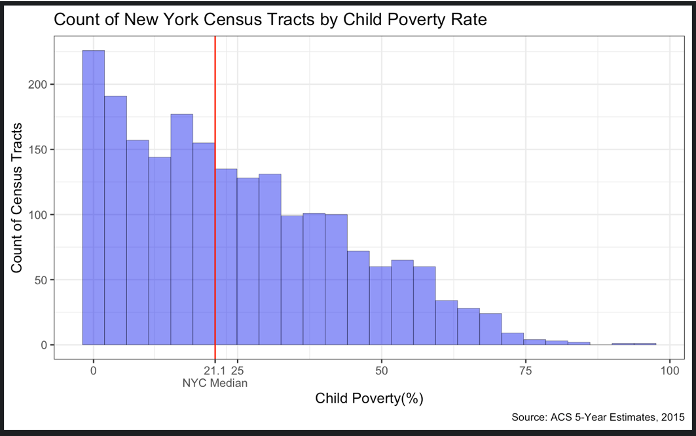 Count of New York Census Tracts by Child Poverty Rate
Count of Census Tracts
200
150
100
50
0
0 21.1 25 50 75 100
NYC Median
Child Poverty(%)
Source: ACS 5-Year Estimates, 2015